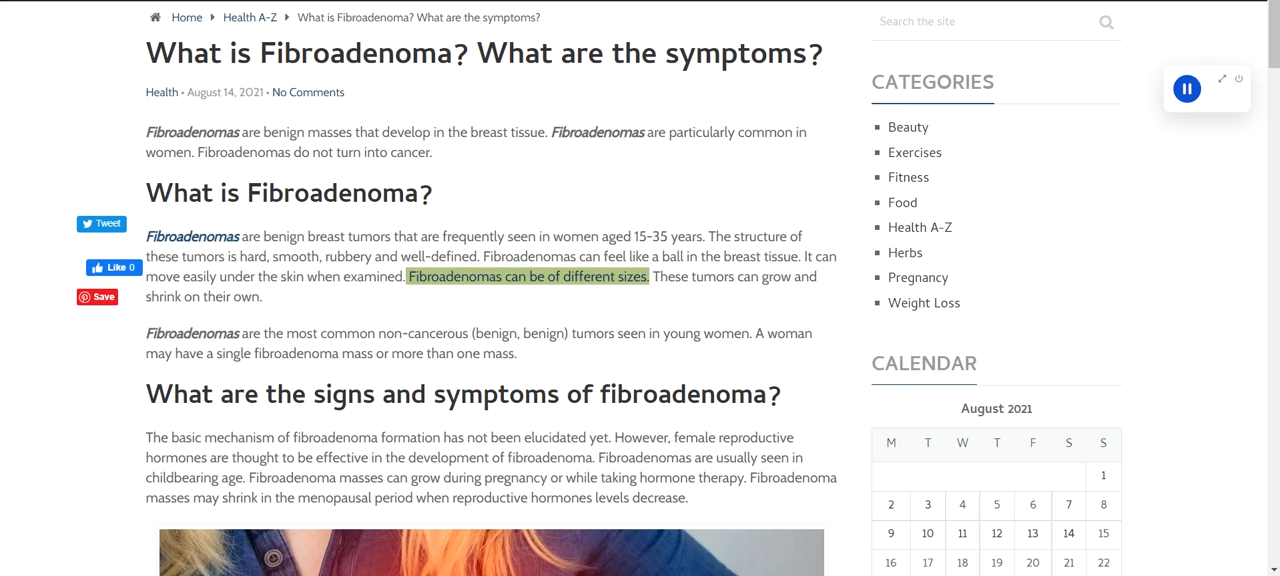 Home Health A-Z What is Fibroadenoma? What are the symptoms?
What is Fibroadenoma? What are the symptoms?
Health • August 14, 2021 • No Comments
Fibroadenomas are benign masses that develop in the breast tissue. Fibroadenomas are particularly common in
women. Fibroadenomas do not turn into cancer.
What is Fibroadenoma?
Fibroadenomas are benign breast tumors that are frequently seen in women aged 15-35 years. The structure of
these tumors is hard, smooth, rubbery and well-defined. Fibroadenomas can feel like a ball in the breast tissue. It can
move easily under the skin when examined. Fibroadenomas can be of different sizes. These tumors can grow and
shrink on their own.
Fibroadenomas are the most common non-cancerous (benign, benign) tumors seen in young women. A woman
may have a single fibroadenoma mass or more than one mass.
What are the signs and symptoms of fibroadenoma?
The basic mechanism of fibroadenoma formation has not been elucidated yet. However, female reproductive
hormones are thought to be effective in the development of fibroadenoma. Fibroadenomas are usually seen in
childbearing age. Fibroadenoma masses can grow during pregnancy or while taking hormone therapy. Fibroadenoma
masses may shrink in the menopausal period when reproductive hormones levels decrease.
Tweet
Like 0
Save
Search the site
CATEGORIES
Beauty
Exercises
Fitness
Food
Health A-Z
Herbs
Pregnancy
Weight Loss
CALENDAR
August 2021
M T W T F S S
1
2 3 4 5 6 7 8
9 10 11 12 13 14 15
16 17 18 19 20 21 22